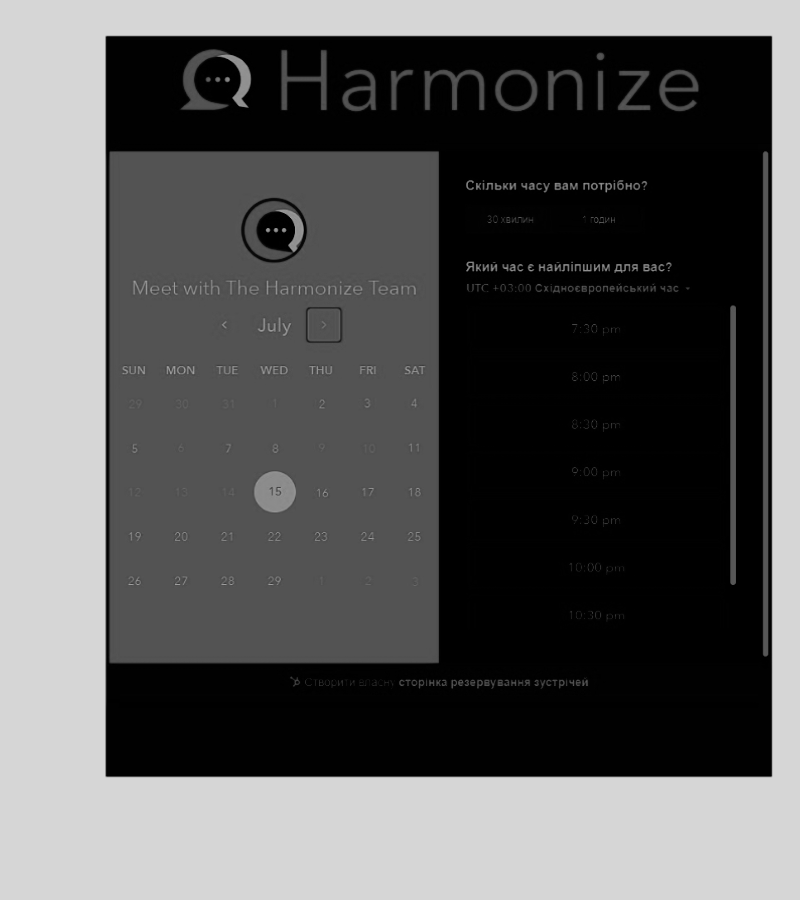 Harmonize
Meet with The Harmonize Team
July
SUN MON TUE WED THU FRI SAT
29 30 31 1 2 3 4
5 6 7 8 9 10 11
12 13 14 15 16 17 18
19 20 21 22 23 24 25
26 27 28 29 1 2 3
Скільки часу вам потрібно?
30 хвилин 1 годин
Який час є найліпшим для вас?
UTC +03:00 Східноєвропейський час
7:30 pm
8:00 pm
8:30 pm
9:00 pm
9:30 pm
10:00 pm
10:30 pm
Створити власну сторінка резервування зустрічей